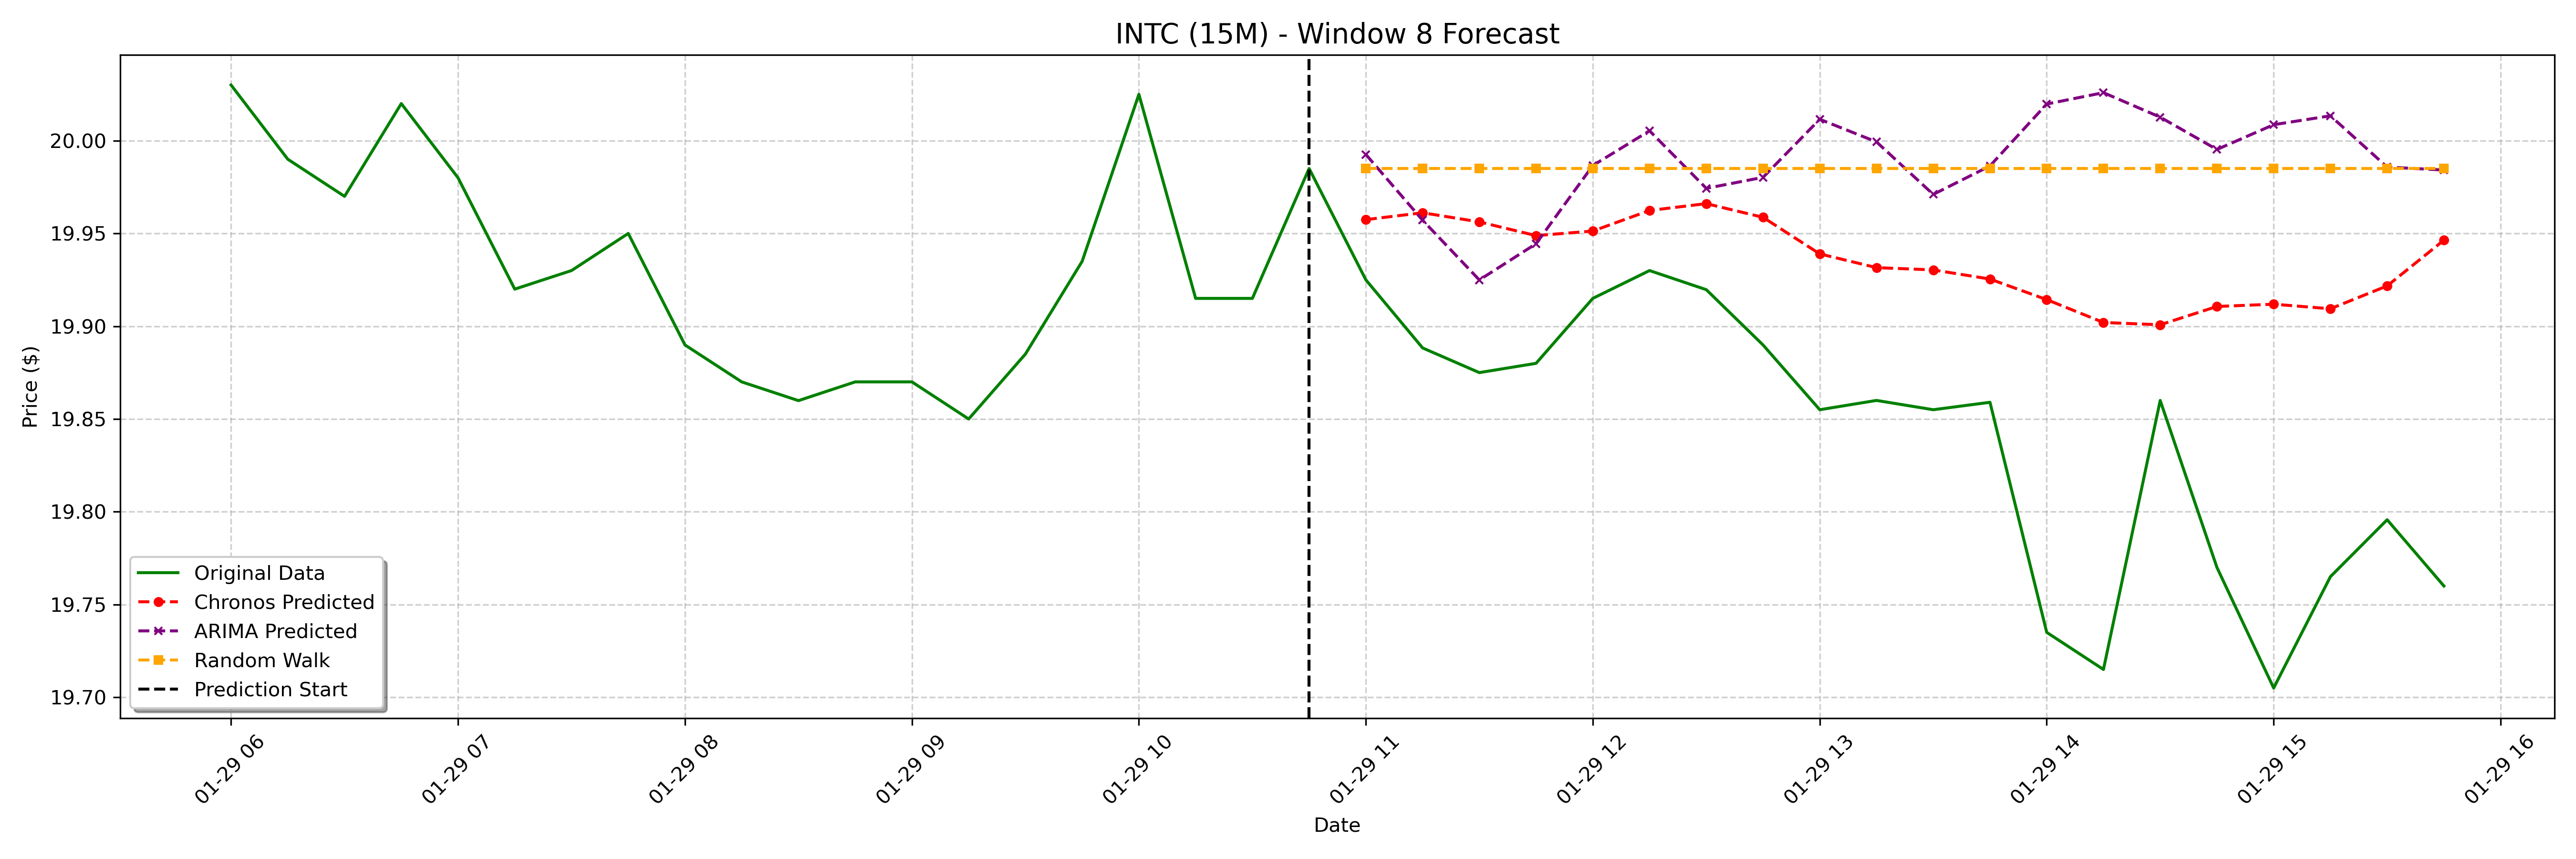 INTC (15M) - Window 8 Forecast
Price ($)
20.00
19.95
19.90
19.85
19.80
19.75
19.70
Original Data
Chronos Predicted
ARIMA Predicted
Random Walk
Prediction Start
01-29 06
01-29 07
01-29 08
01-29 09
01-29 10
01-29 11
01-29 12
01-29 13
01-29 14
01-29 15
01-29 16
Date